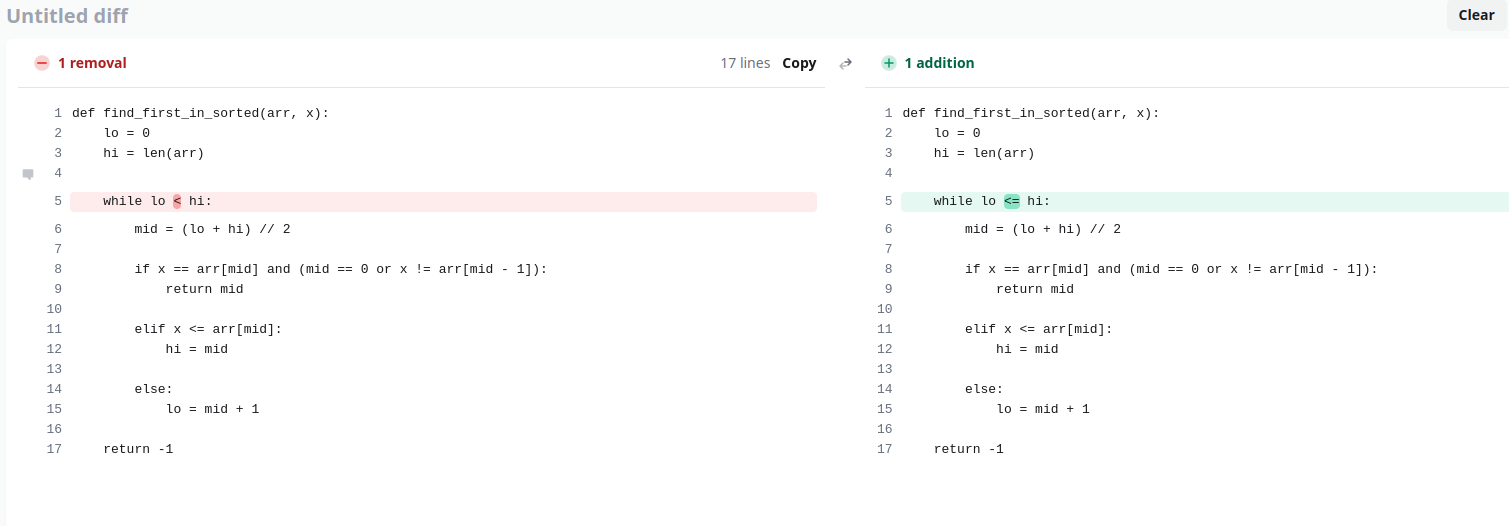 Untitled diff
Clear
1 removal
17 lines Copy
1 def find_first_in_sorted(arr, x):
2     lo = 0
3     hi = len(arr)
4
5     while lo < hi:
6         mid = (lo + hi) // 2
7
8         if x == arr[mid] and (mid == 0 or x != arr[mid - 1]):
9             return mid
10
11         elif x <= arr[mid]:
12             hi = mid
13
14         else:
15             lo = mid + 1
16
17     return -1
1 addition
1 def find_first_in_sorted(arr, x):
2     lo = 0
3     hi = len(arr)
4
5     while lo <= hi:
6         mid = (lo + hi) // 2
7
8         if x == arr[mid] and (mid == 0 or x != arr[mid - 1]):
9             return mid
10
11         elif x <= arr[mid]:
12             hi = mid
13
14         else:
15             lo = mid + 1
16
17     return -1